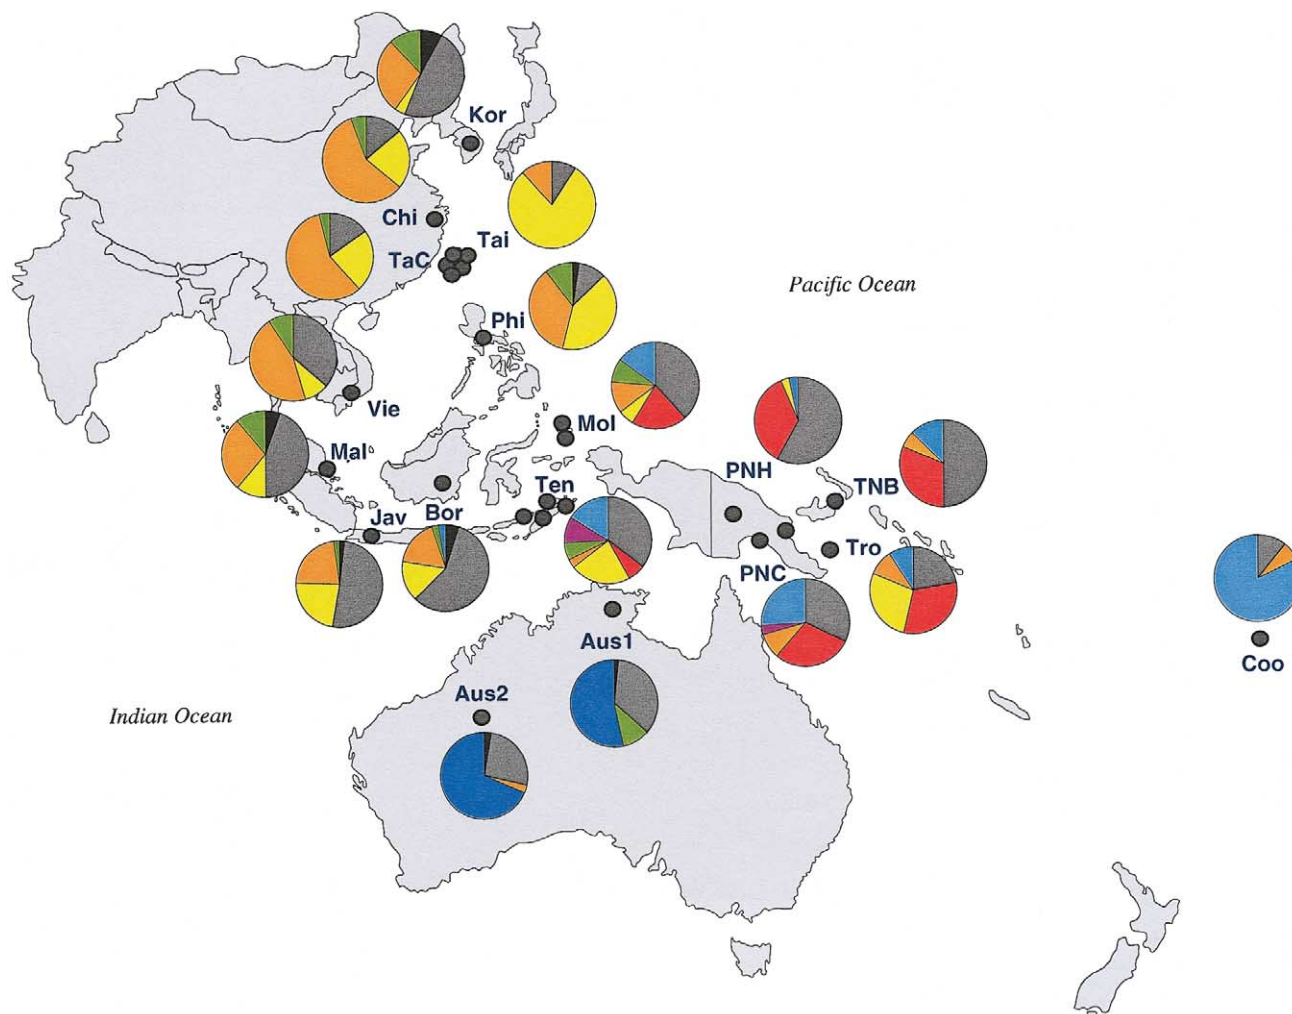 Kor
Chi
Tai
TaC
Pacific Ocean
Phi
Vie
Mol
Mal
PNH
Ten
TNB
Jav
Bor
Tro
PNC
Aus1
Coo
Aus2
Indian Ocean